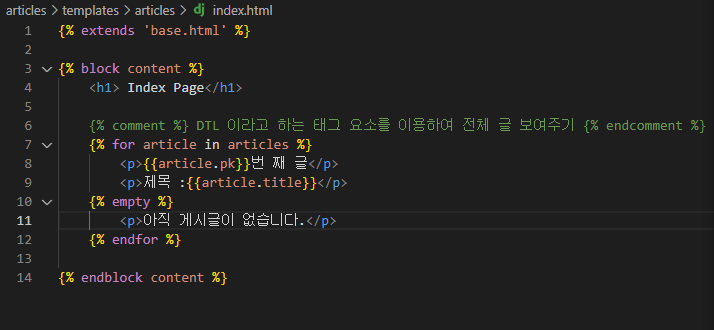 articles > templates > articles > dj index.html
1 {% extends 'base.html' %}
2
3 {% block content %}
4 <h1> Index Page</h1>
5
6 {% comment %} DTL 이라고 하는 태그 요소를 이용하여 전체 글 보여주기 {% endcomment %}
7 {% for article in articles %}
8 <p>{{article.pk}}번 째 글</p>
9 <p>제목 :{{article.title}}</p>
10 {% empty %}
11 <p>아직 게시글이 없습니다.</p>
12 {% endfor %}
13
14 {% endblock content %}